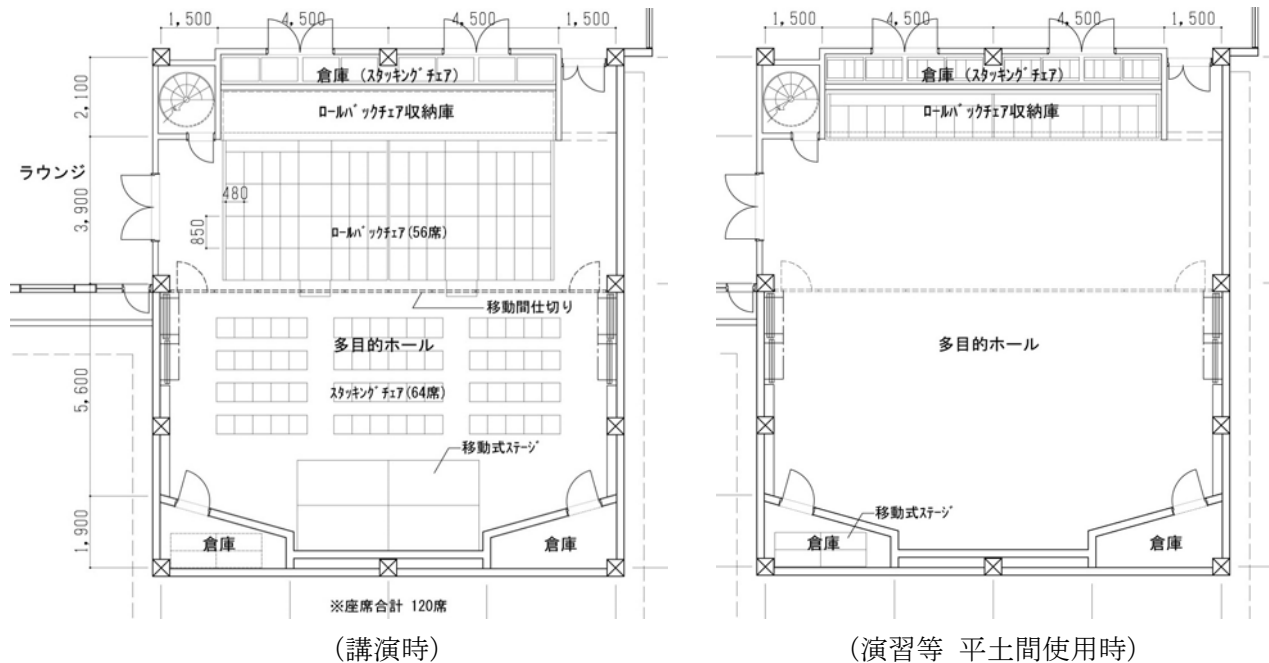 1,500
4,500
4,500
1,500
2,100
3,900
5,600
1,900
倉庫 (スタッキングチェア)
ロールバックチェア収納庫
ラウンジ
480
850
ロールバックチェア(56席)
移動間仕切り
多目的ホール
スタッキングチェア(64席)
移動式ステージ
倉庫
倉庫
※座席合計 120席
(講演時)
1,500
4,500
4,500
1,500
倉庫 (スタッキングチェア)
ロールバックチェア収納庫
多目的ホール
移動式ステージ
倉庫
倉庫
(演習等 平土間使用時)